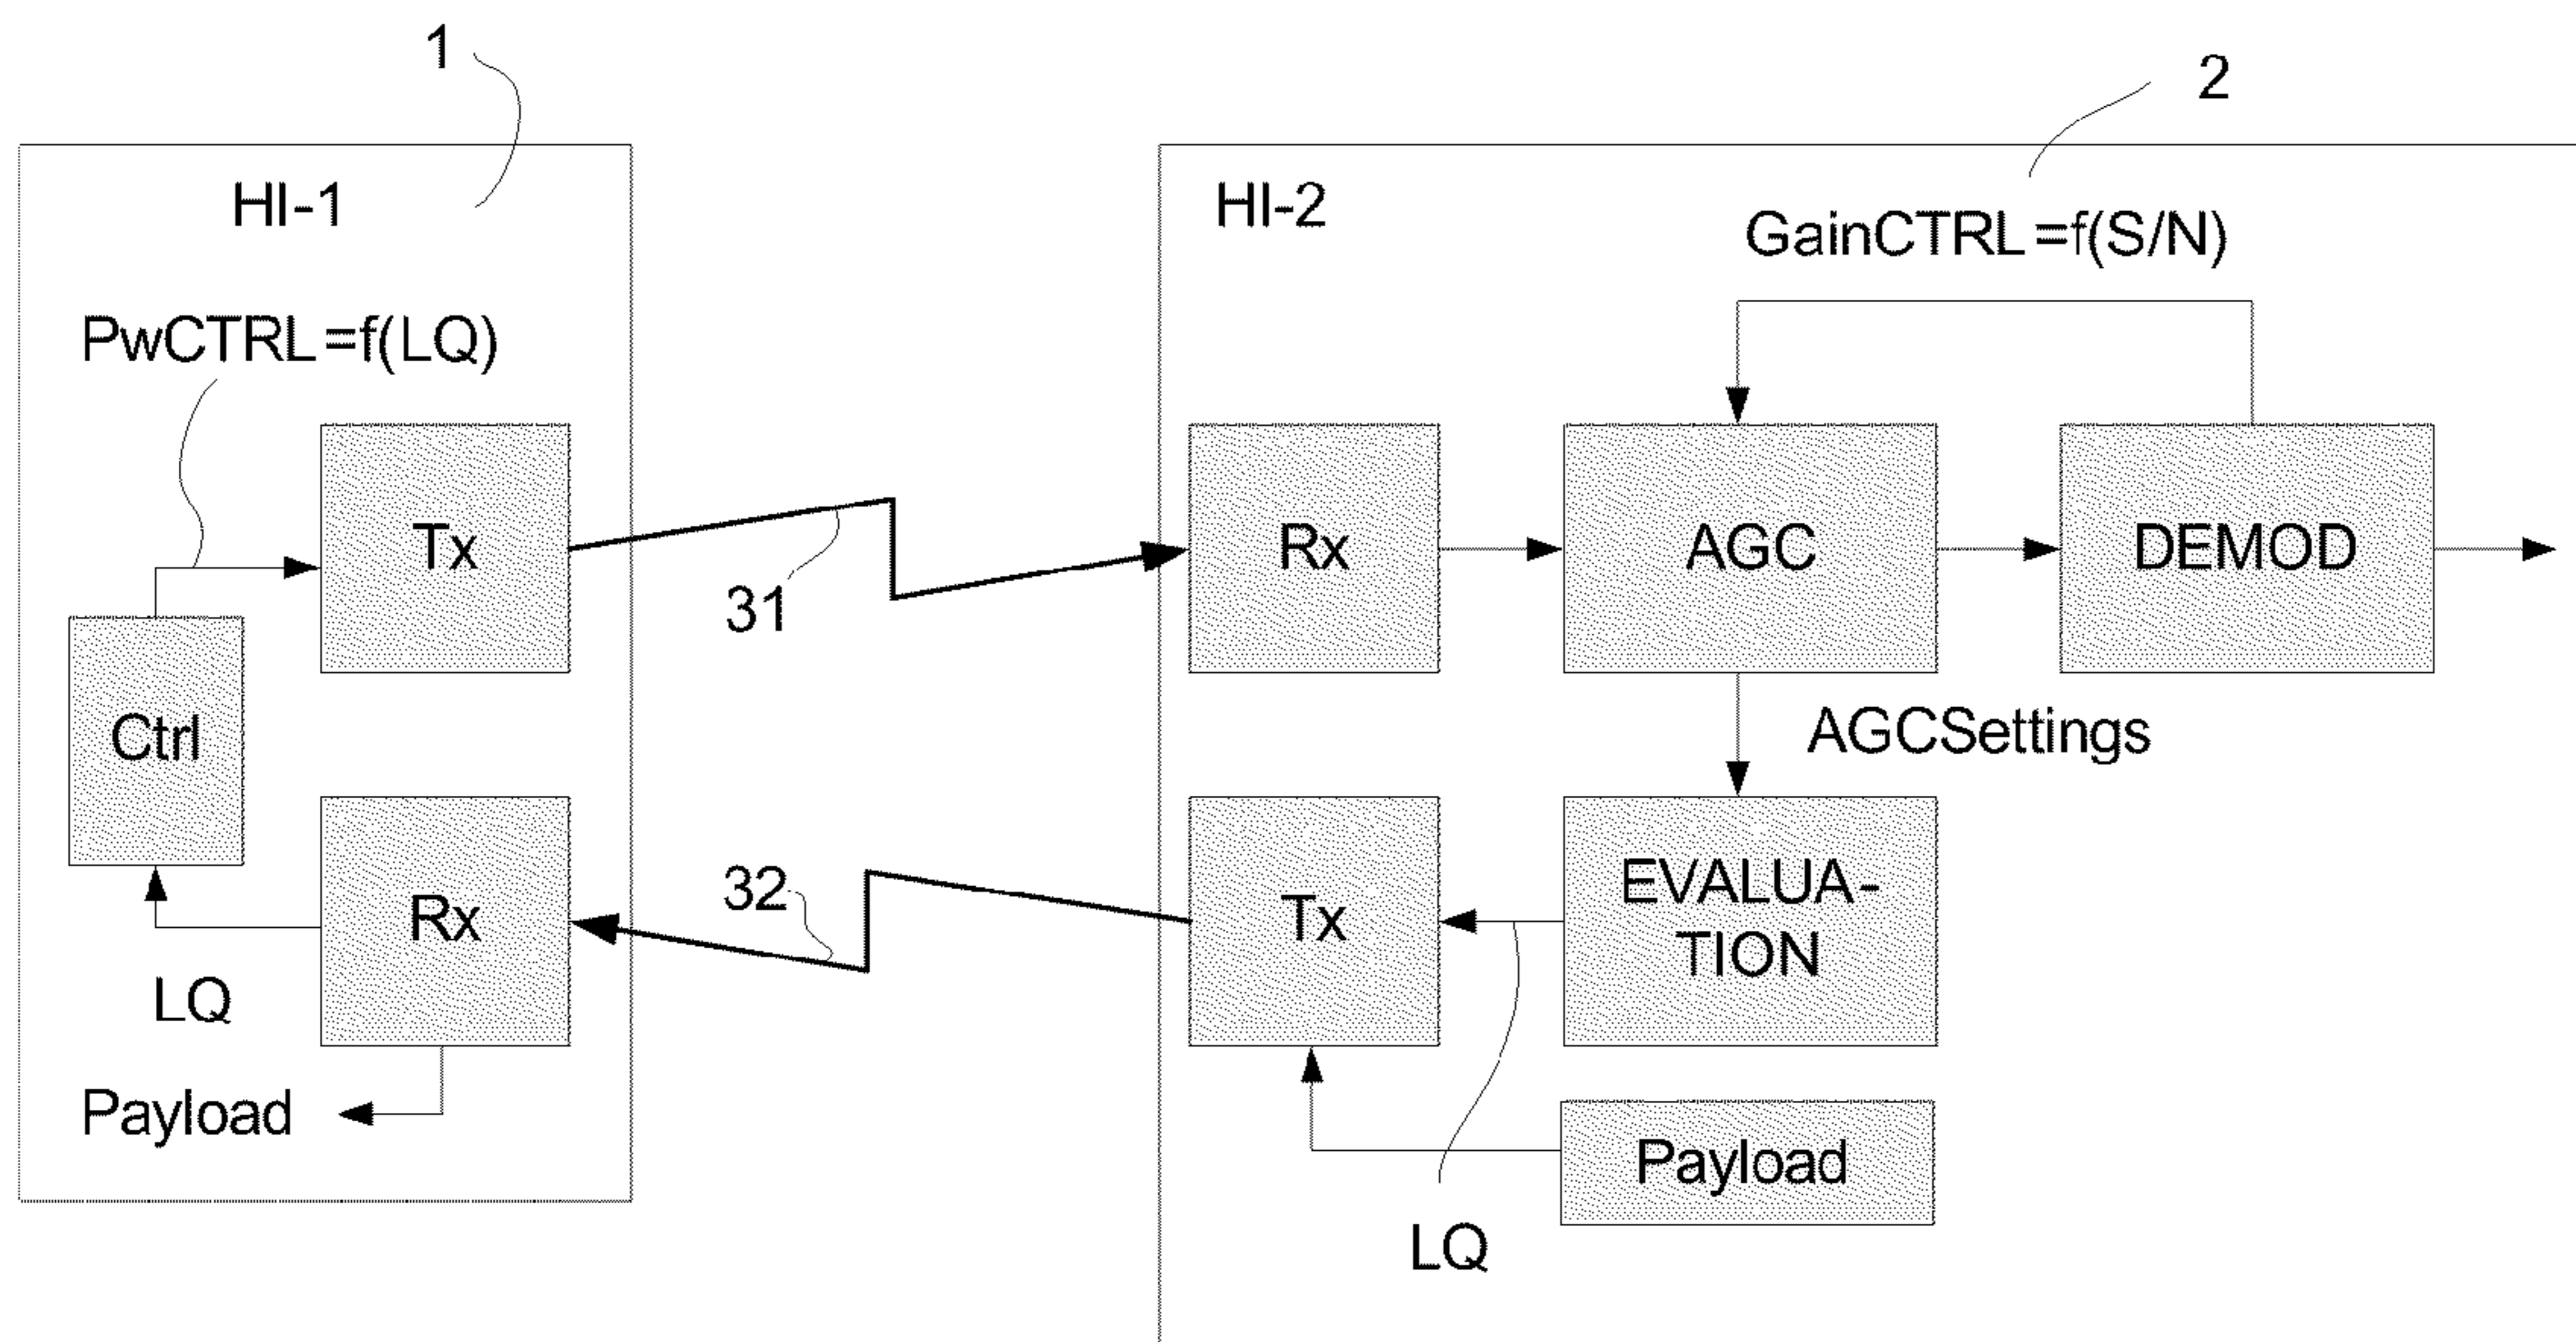 1
2
HI-1
HI-2
GainCTRL=f(S/N)
PwCTRL=f(LQ)
Tx
31
Rx
AGC
DEMOD
Ctrl
AGCSettings
Rx
32
Tx
EVALUA-
TION
LQ
Payload
Payload
LQ